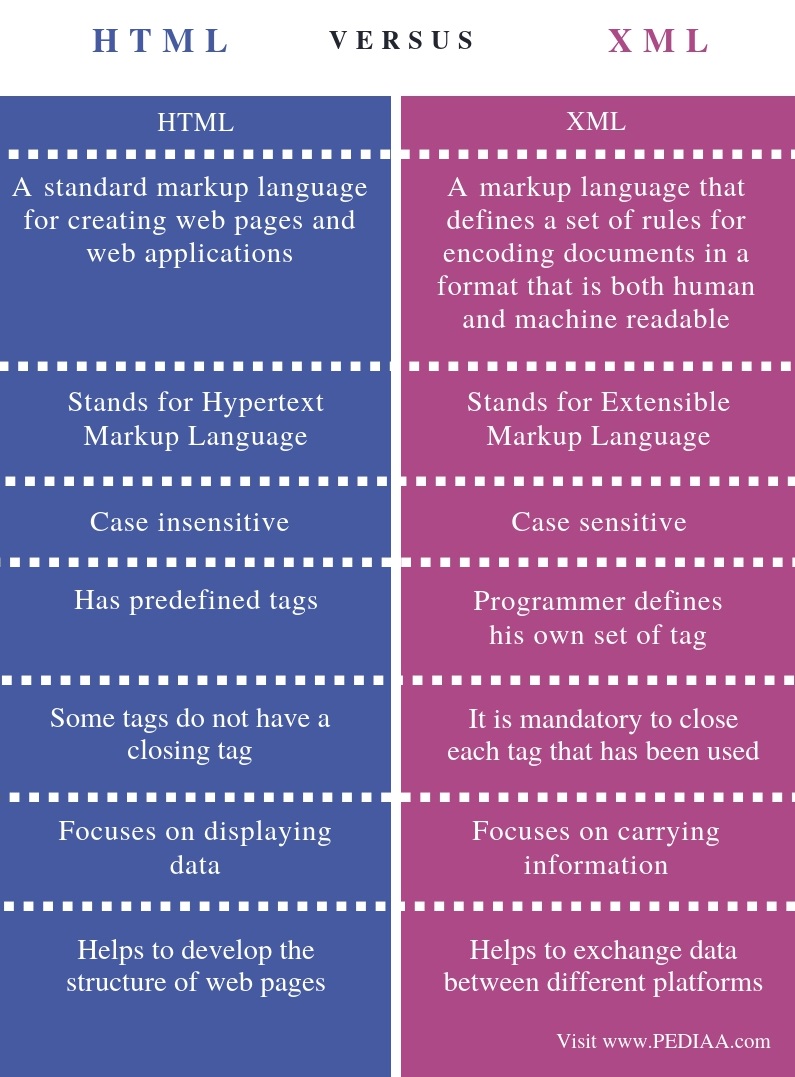 HTML VERSUS XML
HTML
XML
A standard markup language
for creating web pages and
web applications
A markup language that
defines a set of rules for
encoding documents in a
format that is both human
and machine readable
Stands for Hypertext
Markup Language
Stands for Extensible
Markup Language
Case insensitive
Case sensitive
Has predefined tags
Programmer defines
his own set of tag
Some tags do not have a
closing tag
It is mandatory to close
each tag that has been used
Focuses on displaying
data
Focuses on carrying
information
Helps to develop the
structure of web pages
Helps to exchange data
between different platforms
Visit www.PEDIAA.com